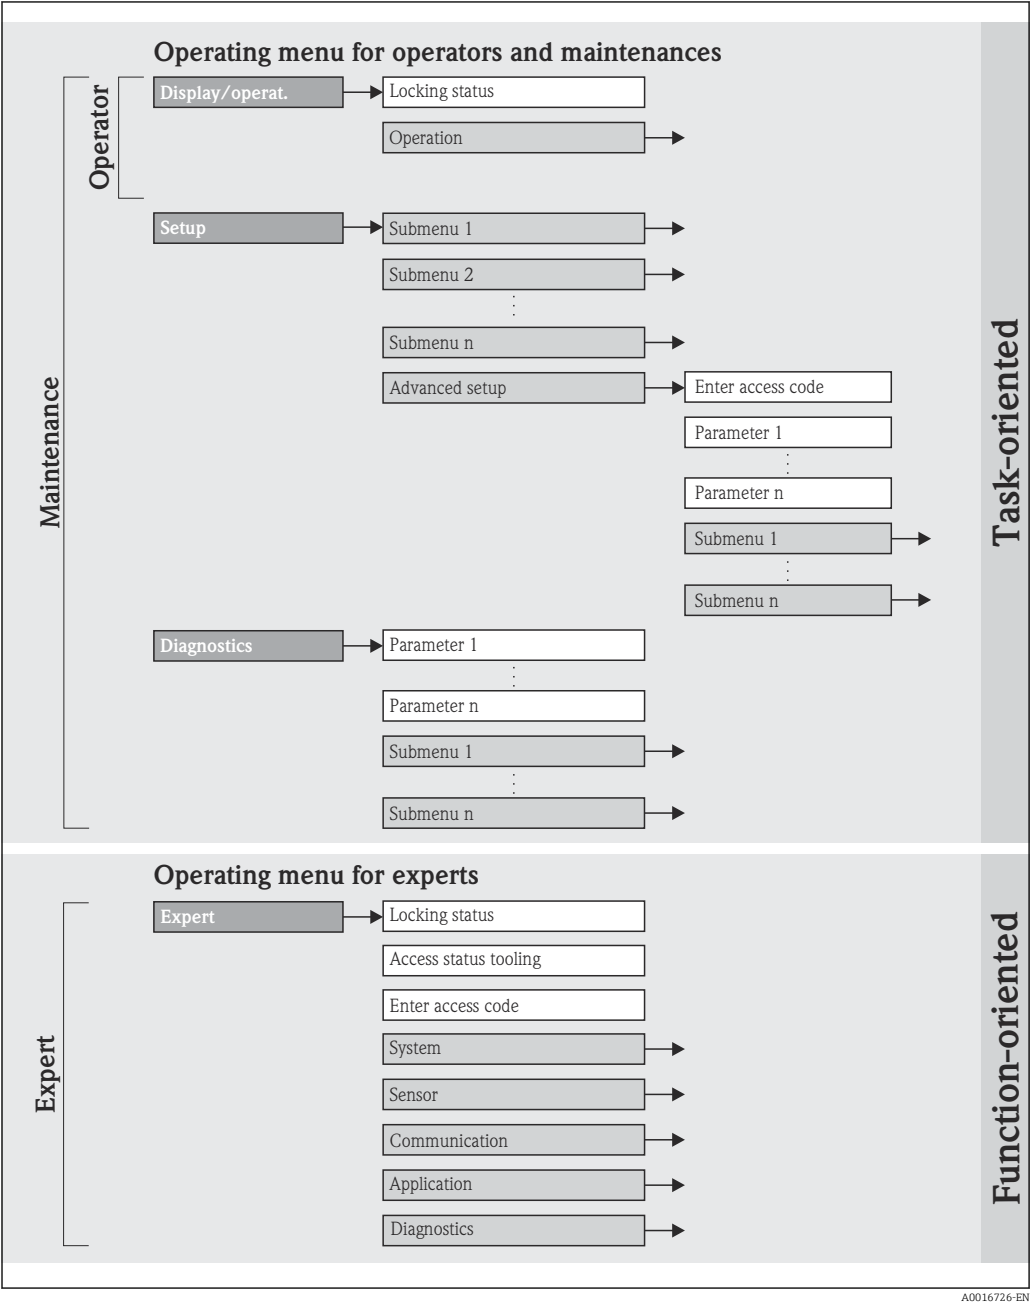 Operating menu for operators and maintenances
Operator
Maintenance
Task-oriented
Display/operat.
Locking status
Operation
Setup
Submenu 1
Submenu 2
Submenu n
Advanced setup
Enter access code
Parameter 1
Parameter n
Submenu 1
Submenu n
Diagnostics
Parameter 1
Parameter n
Submenu 1
Submenu n
Operating menu for experts
Expert
Function-oriented
Expert
Locking status
Access status tooling
Enter access code
System
Sensor
Communication
Application
Diagnostics
A0016726-EN